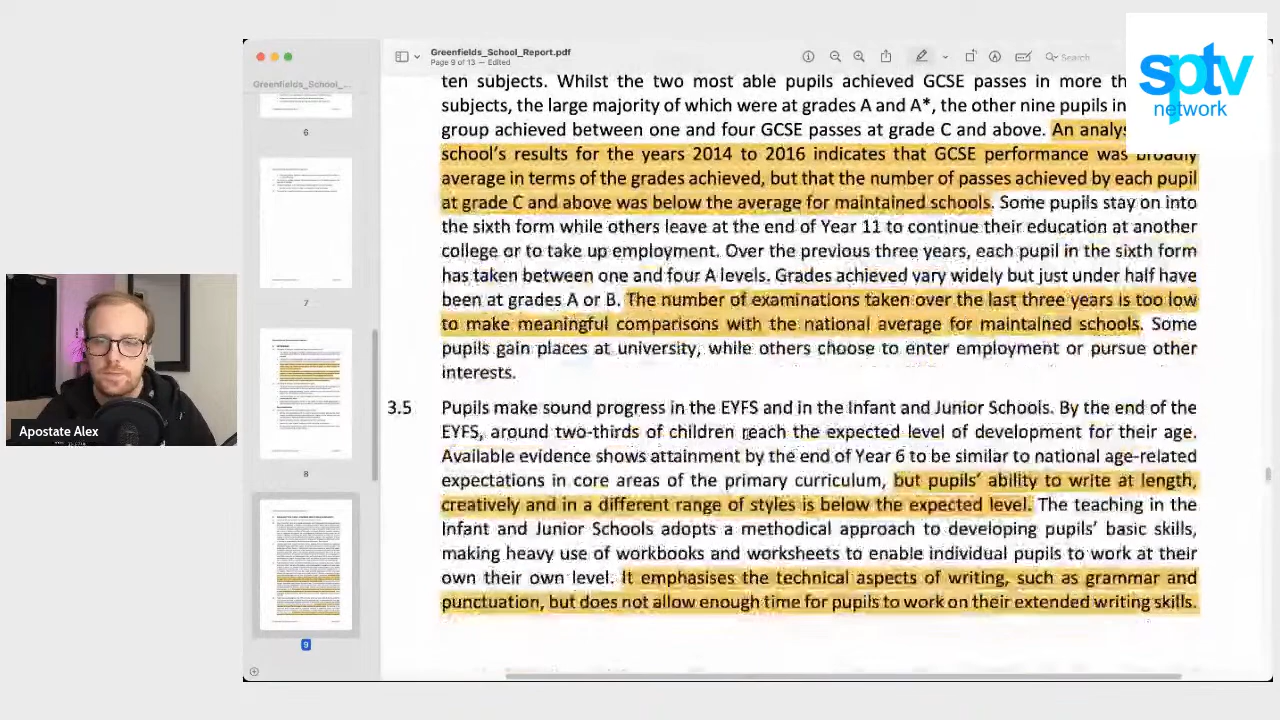 sptv
network
Greenfields_School_Report.pdf
Page 9 of 13 — Edited
Search
Greenfields_School_...
6
7
8
9
Apostate Alex
ten subjects. Whilst the two most able pupils achieved GCSE passes in more
subjects, the large majority of which were at grades A and A*, the other nine pupils in
group achieved between one and four GCSE passes at grade C and above. An
school's results for the years 2014 to 2016 indicates that GCSE performance was broadly
average in terms of the grades achieved but that the number of passes achieved by each pupil
at grade C and above was below the average for maintained schools. Some pupils stay on into
the sixth form while others leave at the end of Year 11 to continue their education at another
college or to take up employment. Over the previous three years, each pupil in the sixth form
has taken between one and four A levels. Grades achieved vary widely but just under half have
been at grades A or B. The number of examinations taken over the last three years is too low
to make meaningful comparisons with the national average for maintained schools. Some
pupils gain places at university, while others choose to enter employment or pursue other
interests.
3.5 Pupils make sound progress in the EYFS and in the infant and junior school. By the end of the
EYFS, around two-thirds of children reach the expected level of development for their age.
Available evidence shows attainment by the end of Year 6 to be similar to national age-related
expectations in core areas of the primary curriculum, but pupils' ability to write at length,
creatively and in a different range of styles is below the expected level. The teaching in the
infant and junior school adopts a methodical approach to developing pupils' basic skills,
making heavy use of workbooks and worksheets to enable individual pupils to work at their
own their own level. It emphasises technical aspects of writing such as grammar and
punctuation but does not allow enough time for pupils to work on their extended writing skills.